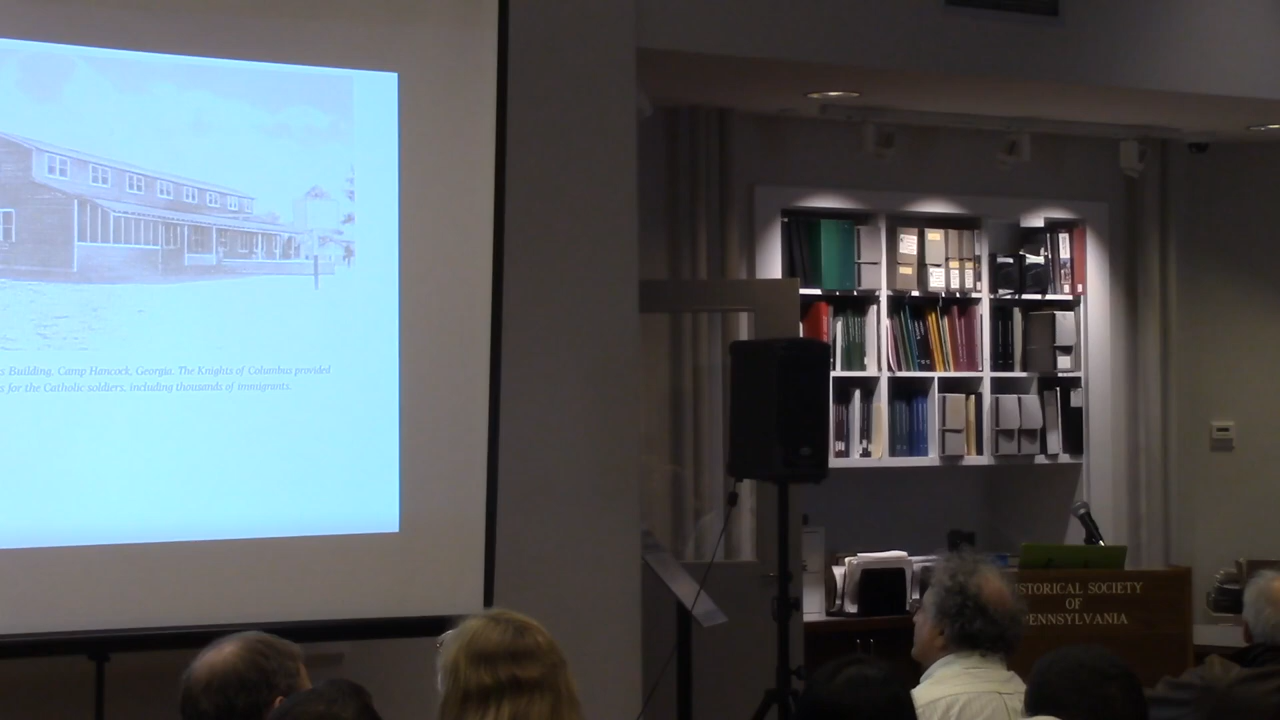 s Building, Camp Hancock, Georgia. The Knights of Columbus provided
s for the Catholic soldiers, including thousands of immigrants.
ISTORICAL SOCIETY
OF
PENNSYLVANIA